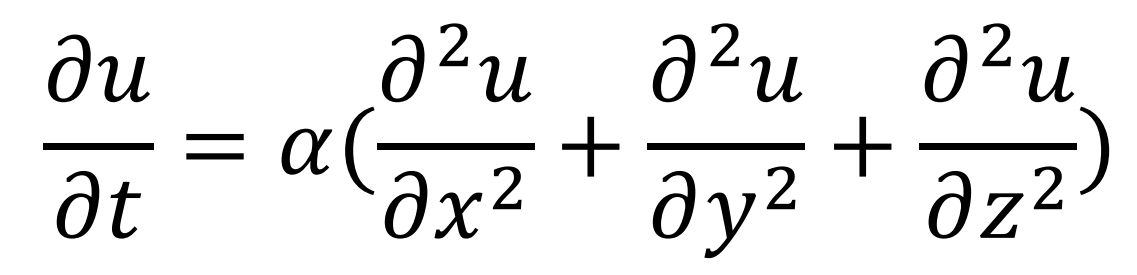 ∂u/∂t = α(∂²u/∂x² + ∂²u/∂y² + ∂²u/∂z²)